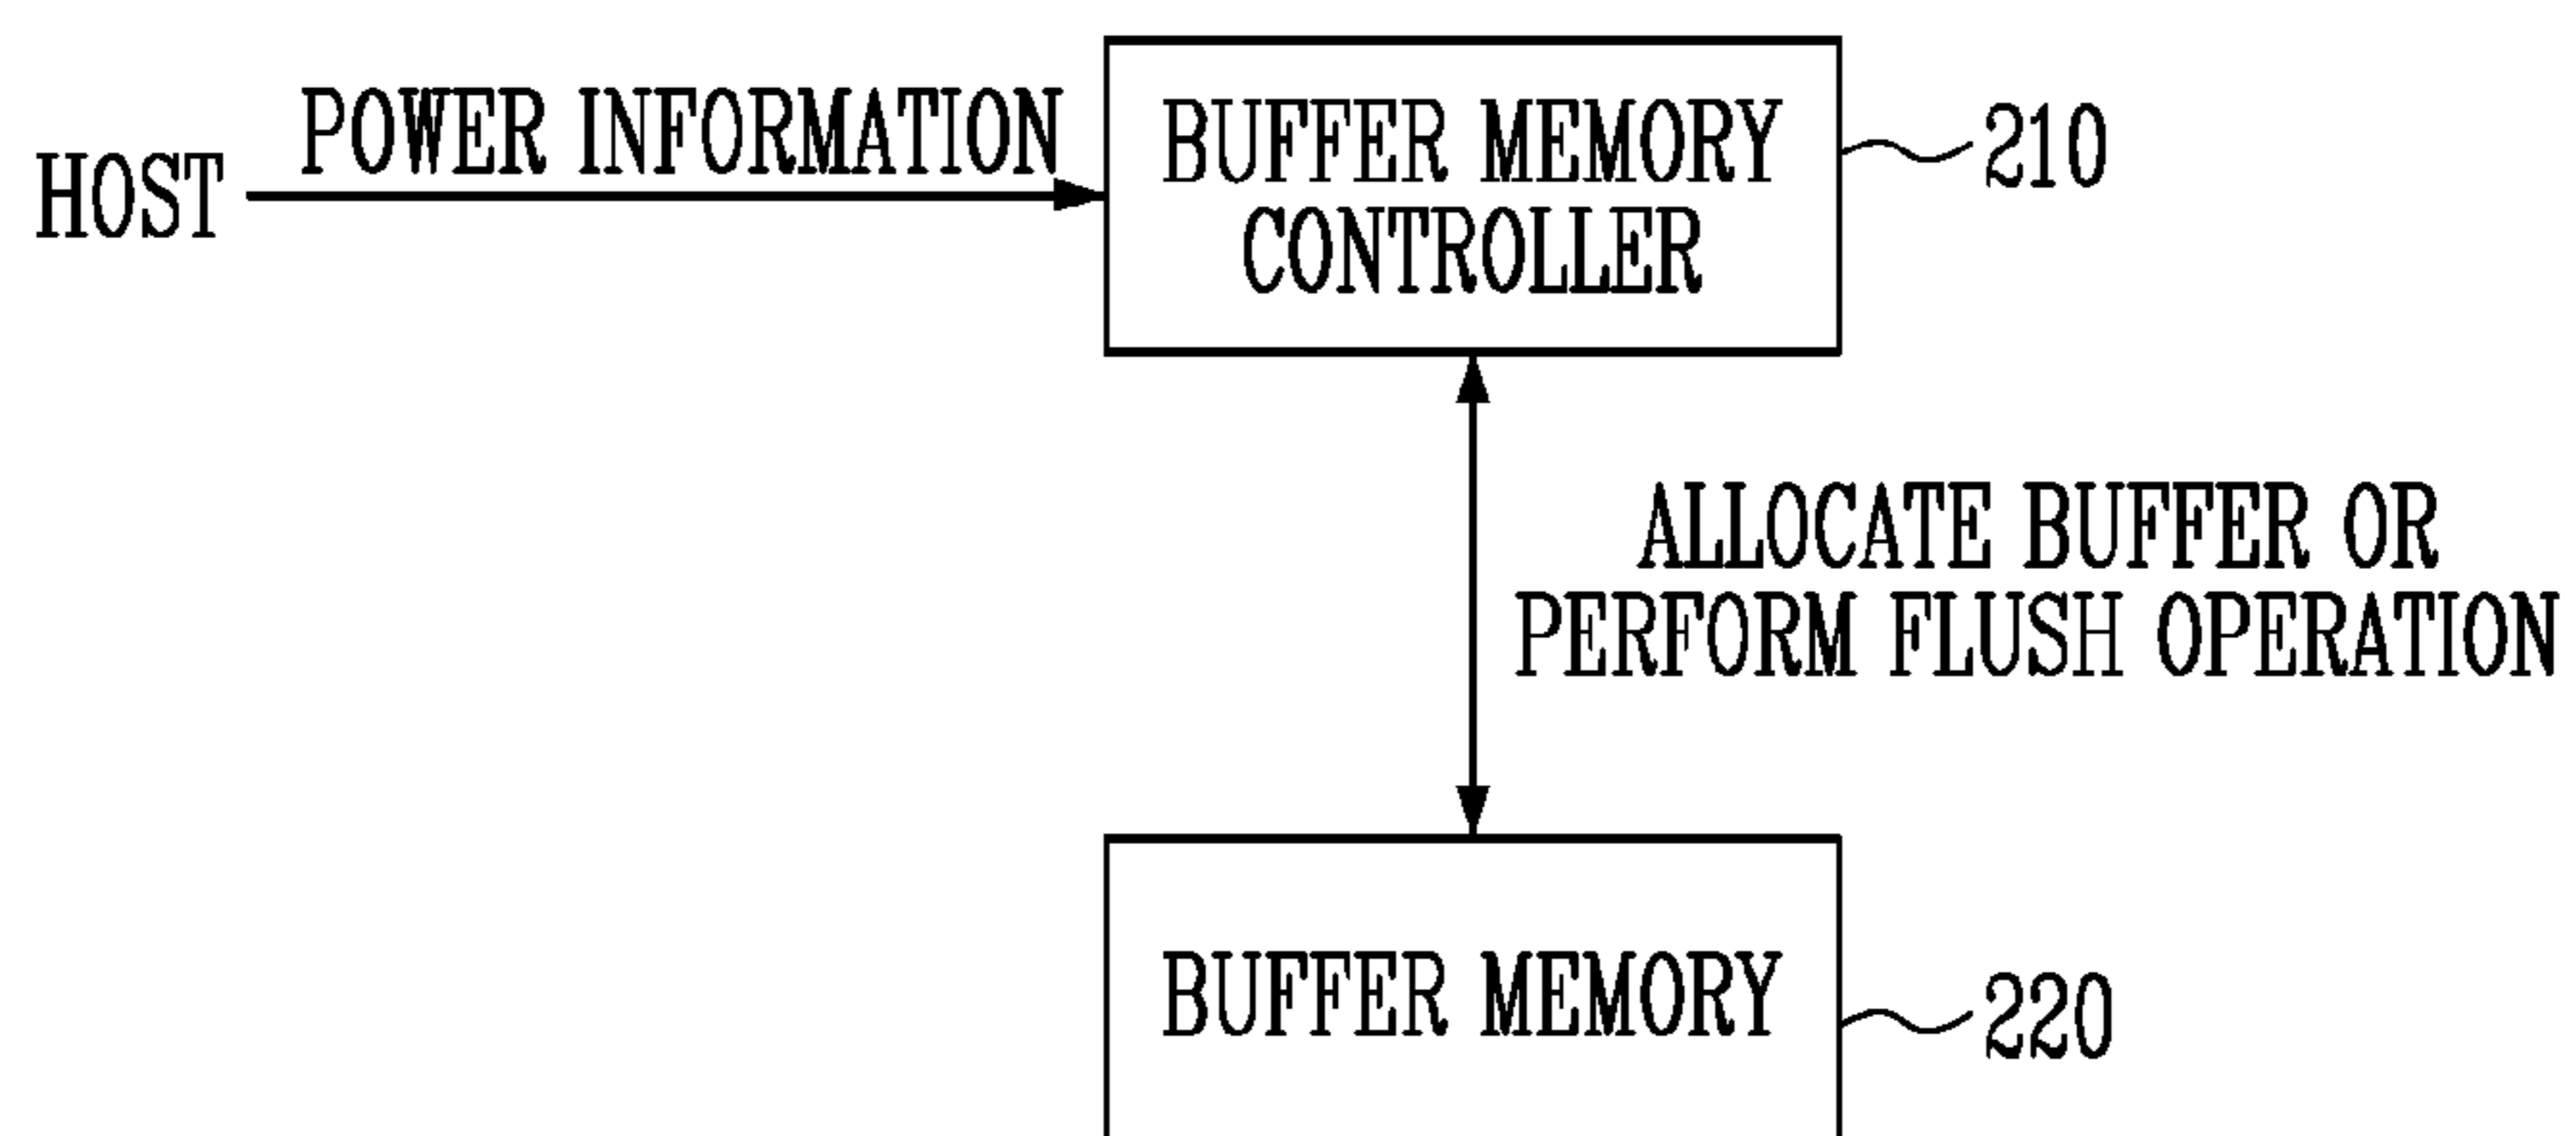 HOST
POWER INFORMATION
BUFFER MEMORY
CONTROLLER
210
ALLOCATE BUFFER OR
PERFORM FLUSH OPERATION
BUFFER MEMORY
220